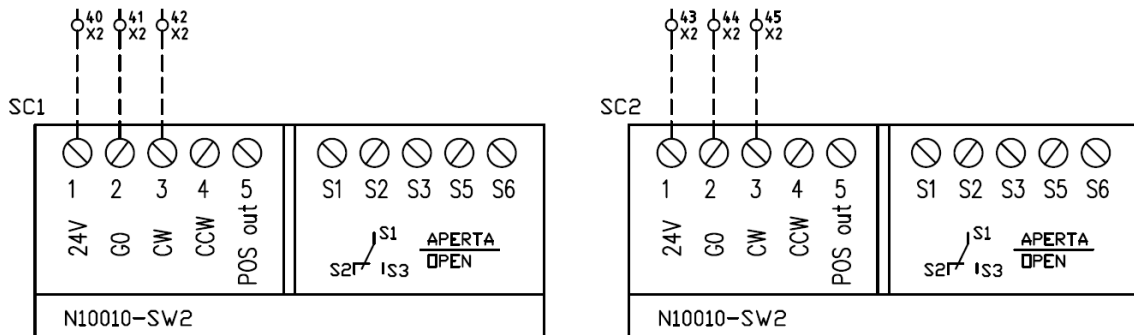 40 41 42 43 44 45
X2 X2 X2 X2 X2 X2
SC1 SC2
1 2 3 4 5 S1 S2 S3 S5 S6 1 2 3 4 5 S1 S2 S3 S5 S6
24V G0 CW CCW POS out 24V G0 CW CCW POS out
S1 APERTA S1 APERTA
S2 S3 OPEN S2 S3 OPEN
N10010-SW2 N10010-SW2